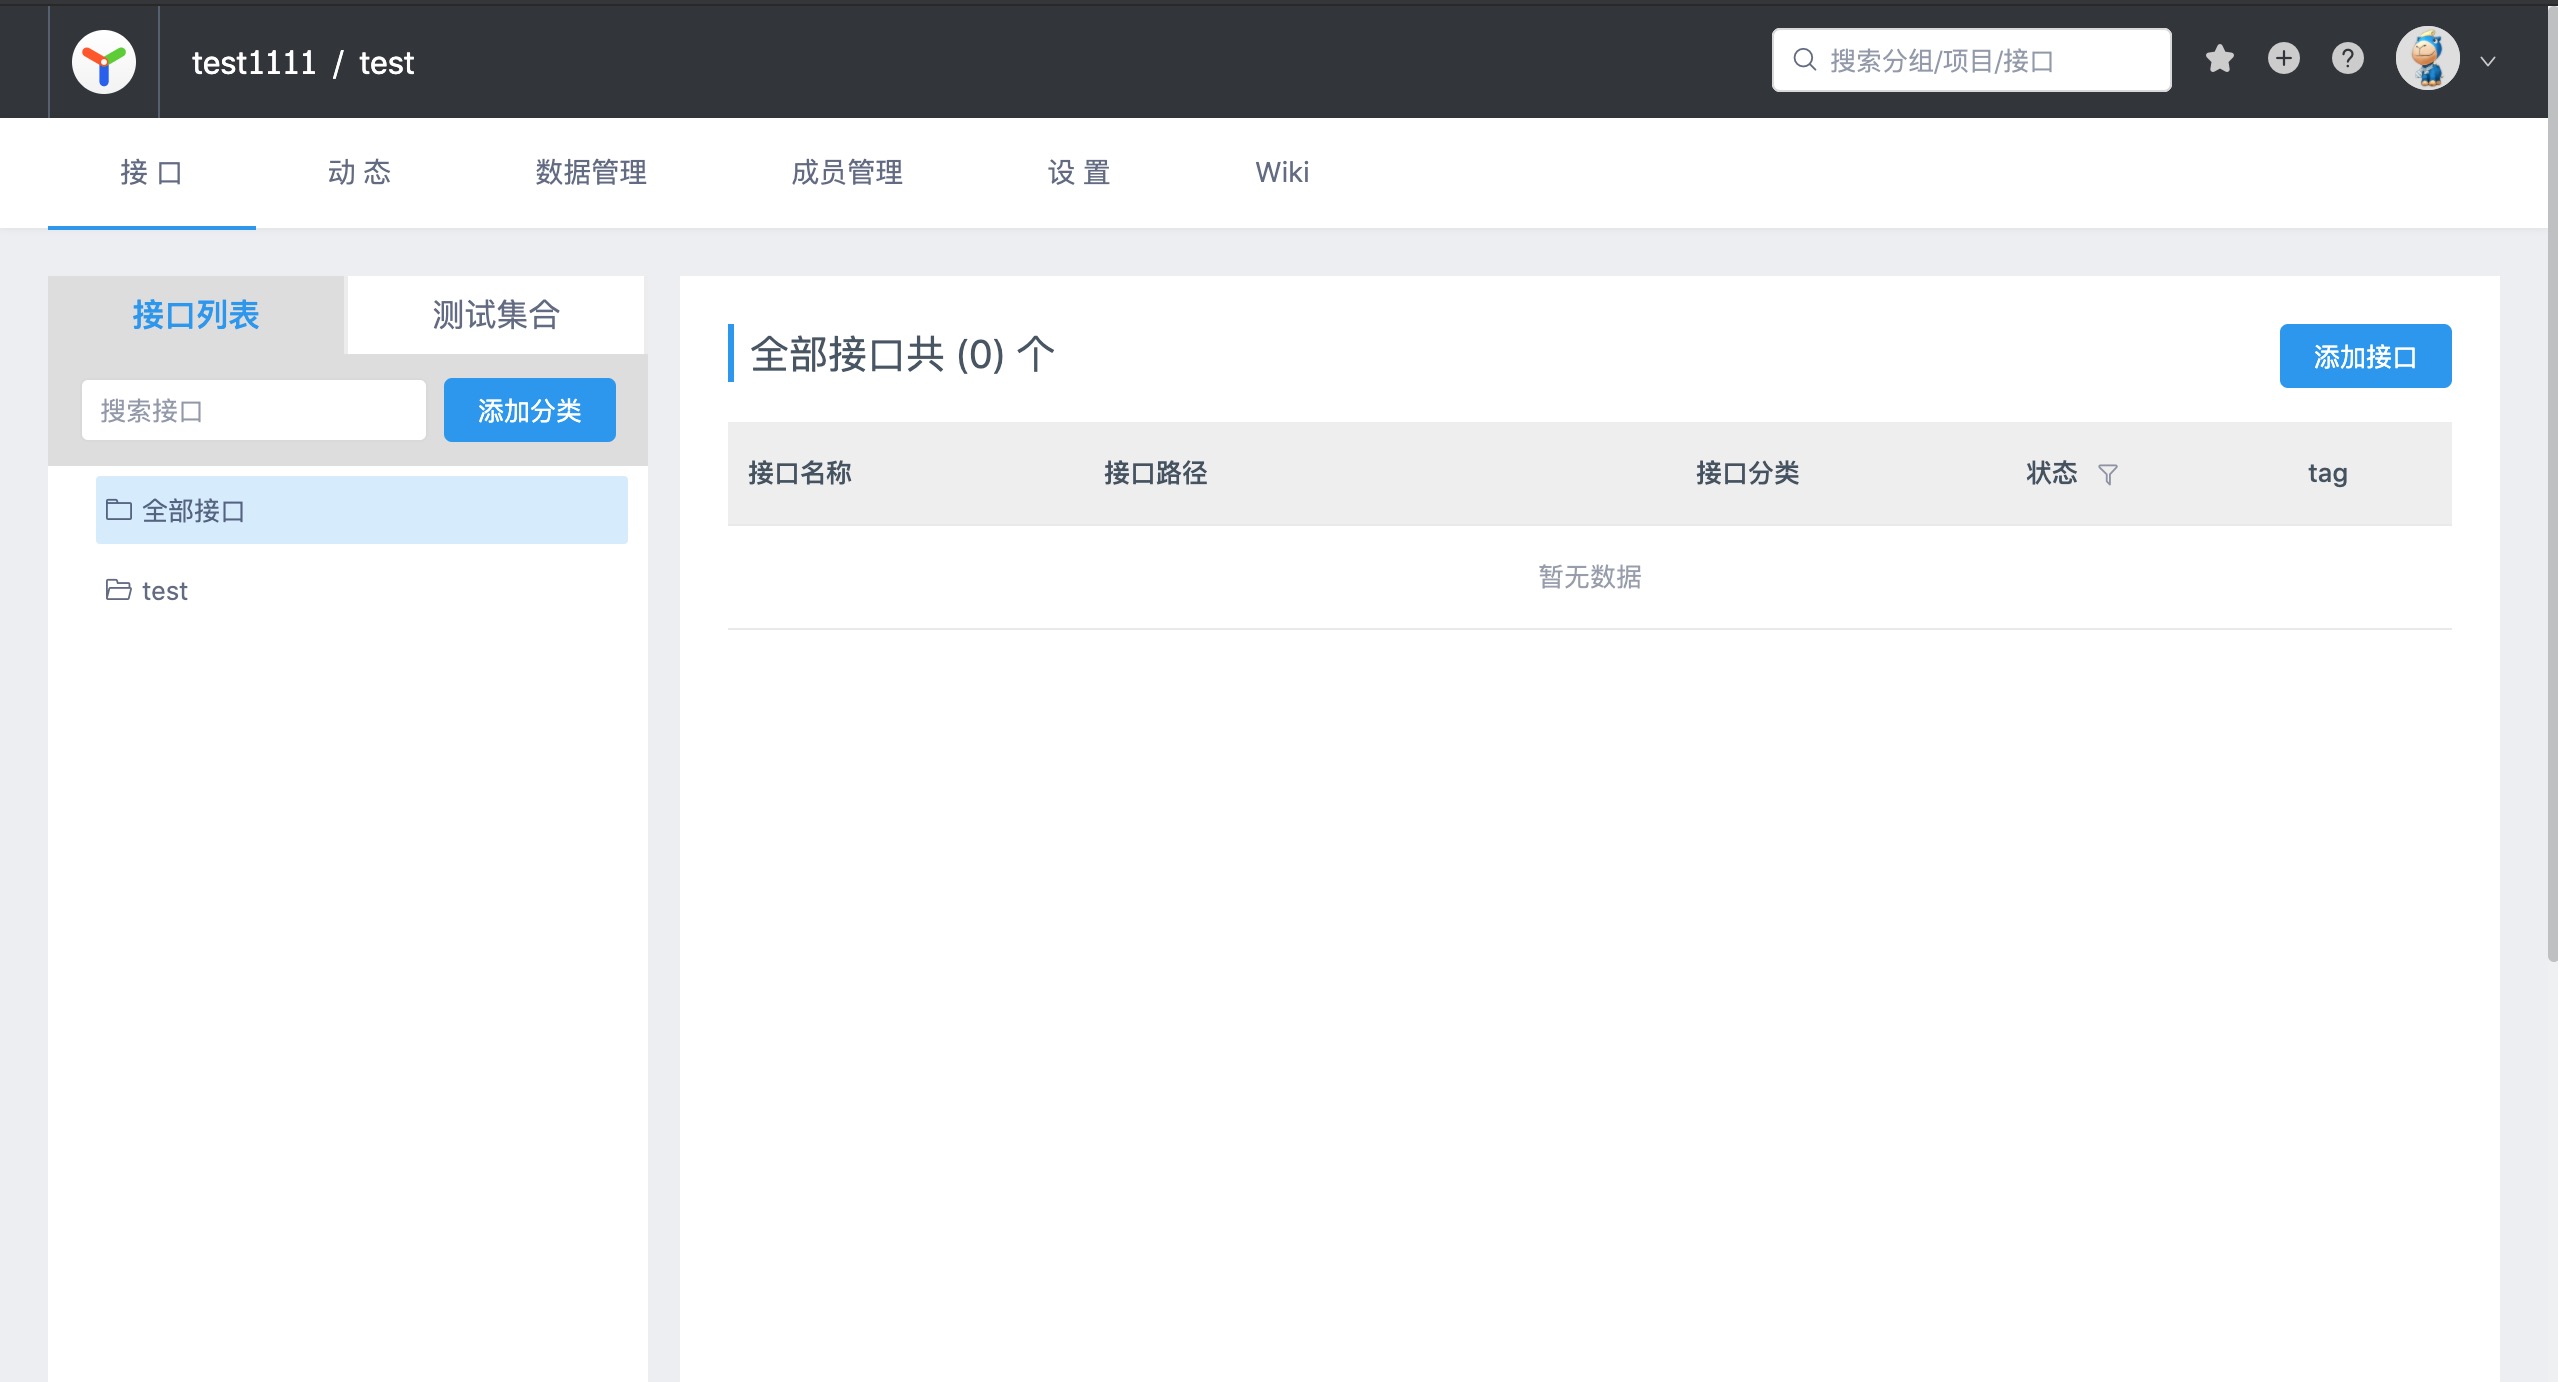 test1111 / test
搜索分组/项目/接口
接 口
动 态
数据管理
成员管理
设 置
Wiki
接口列表
测试集合
搜索接口
添加分类
全部接口
test
全部接口共 (0) 个
添加接口
接口名称
接口路径
接口分类
状态
tag
暂无数据